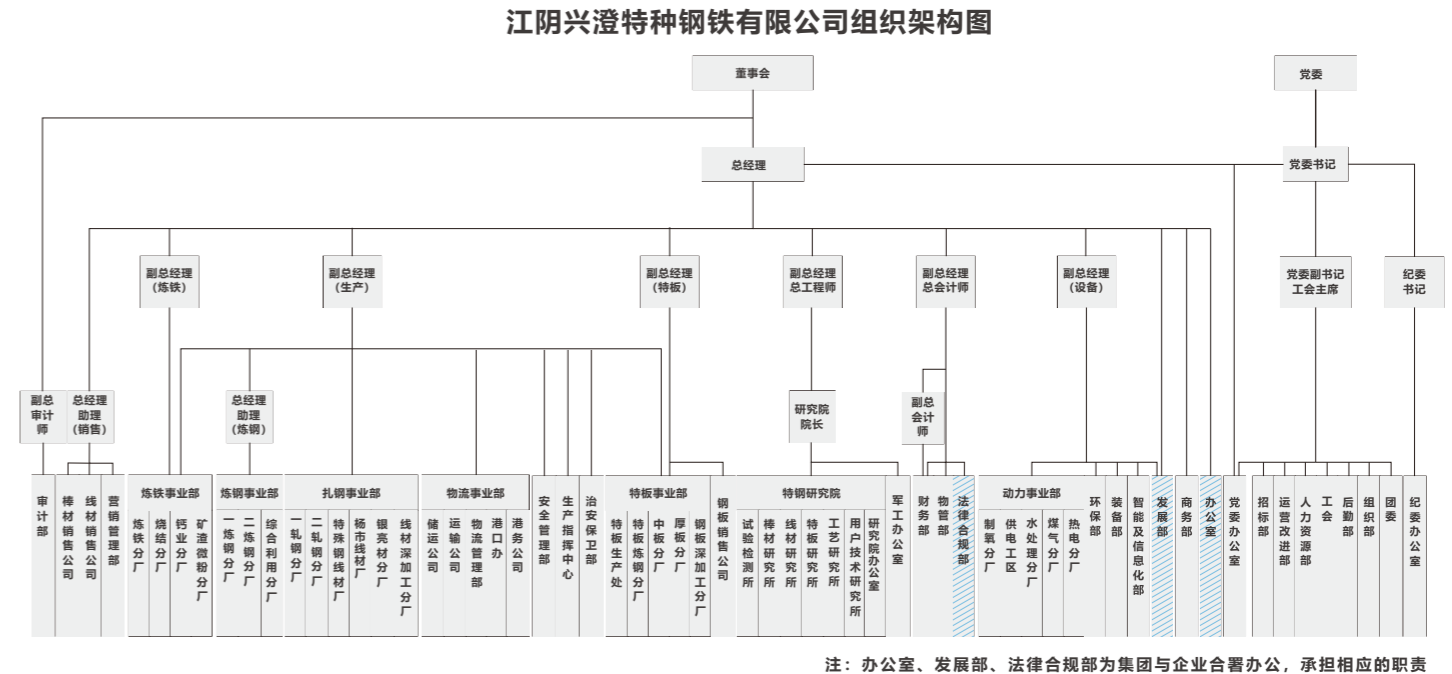 江阴兴澄特种钢铁有限公司组织架构图
董事会
党委
总经理
党委书记
副总经理
（炼铁）
副总经理
（生产）
副总经理
（特板）
副总经理
总工程师
副总经理
总会计师
副总经理
（设备）
党委副书记
工会主席
纪委
书记
副总
审计
师
总经理
助理
（销售）
总经理
助理
（炼钢）
研究院
院长
副总
会计
师
审计部
棒材销售公司
线材销售公司
营销管理部
炼铁事业部
炼铁分厂
烧结分厂
钙业分厂
矿渣微粉分厂
炼钢事业部
一炼钢分厂
二炼钢分厂
综合利用分厂
扎钢事业部
一轧钢分厂
二轧钢分厂
特殊钢线材厂
杨市线材厂
银亮材分厂
线材深加工分厂
物流事业部
储运公司
运输公司
物流管理部
港口办
港务公司
安全管理部
生产指挥中心
治安保卫部
特板事业部
特板生产处
特板炼钢分厂
中板分厂
厚板分厂
钢板深加工分厂
钢板销售公司
特钢研究院
试验检测所
棒材研究所
线材研究所
特板研究所
工艺研究所
用户技术研究所
研究院办公室
军工办公室
财务部
物管部
法律合规部
动力事业部
制氧分厂
供电工区
水处理分厂
煤气分厂
热电分厂
环保部
装备部
智能及信息化部
发展部
商务部
办公室
党委办公室
招标部
运营改进部
人力资源部
工会
后勤部
组织部
团委
纪委办公室
注：办公室、发展部、法律合规部为集团与企业合署办公，承担相应的职责